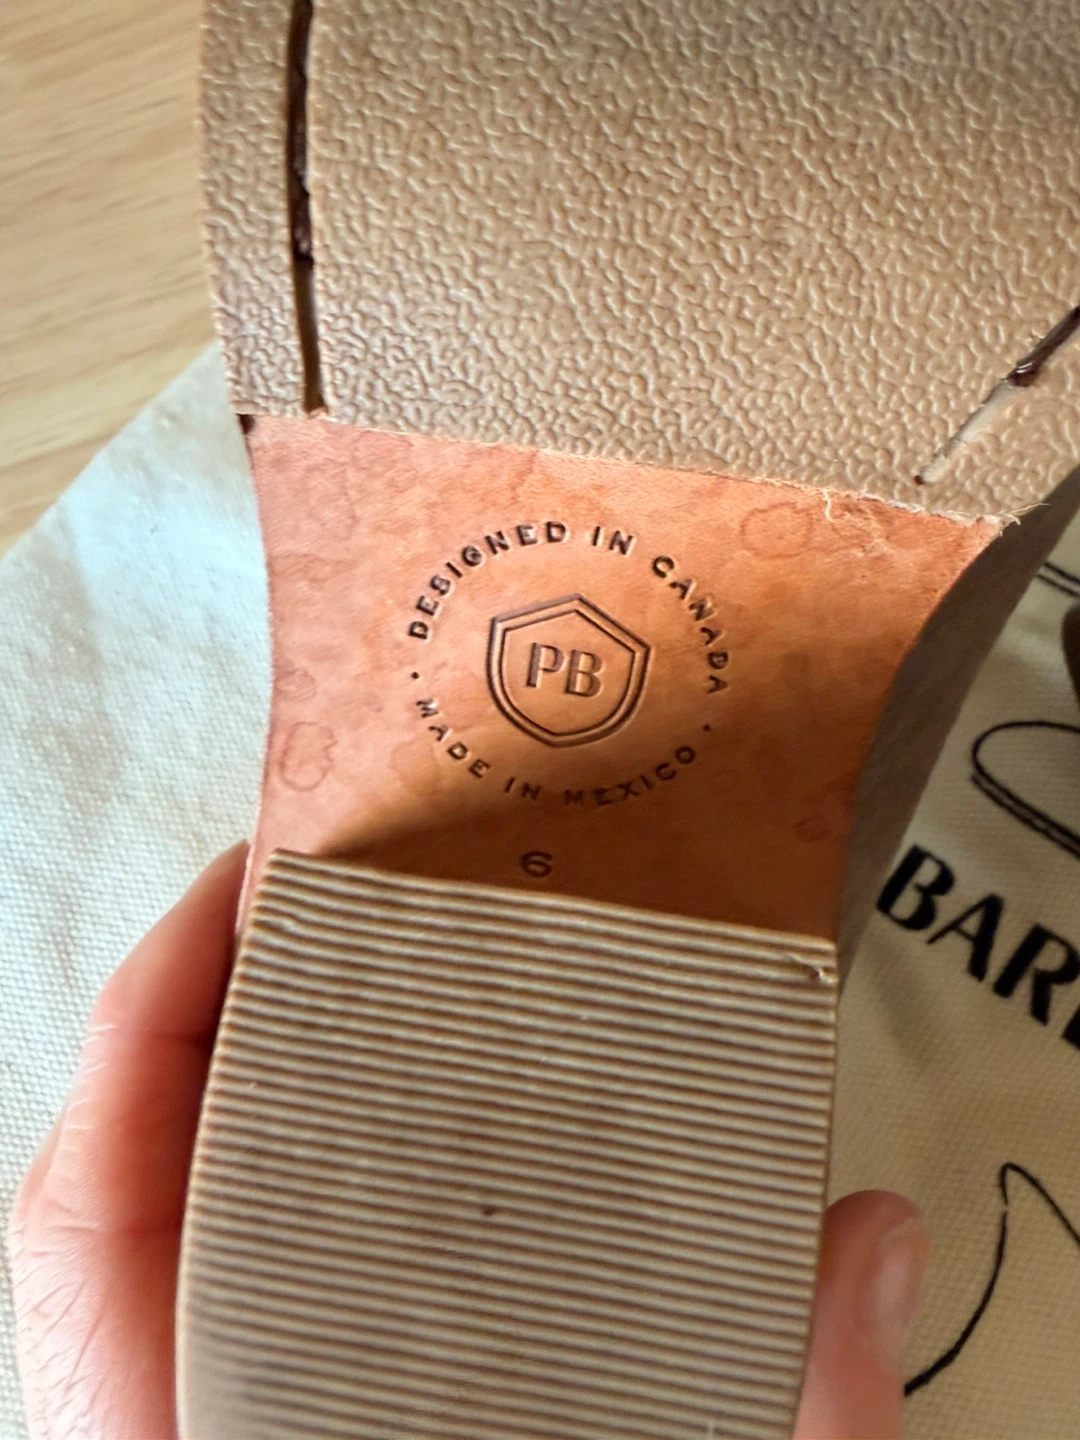 DESIGNED IN CANADA
PB
· MADE IN MEXICO ·
6
BAR